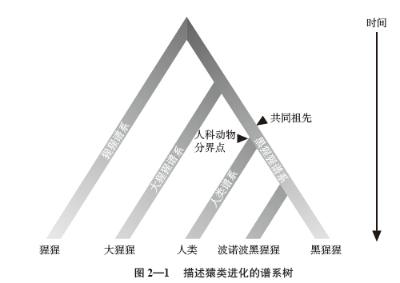 时间
共同祖先
人科动物
分界点
猩猩谱系
大猩猩谱系
人类谱系
黑猩猩谱系
猩猩
大猩猩
人类
波诺波黑猩猩
黑猩猩
图 2—1 描述猿类进化的谱系树